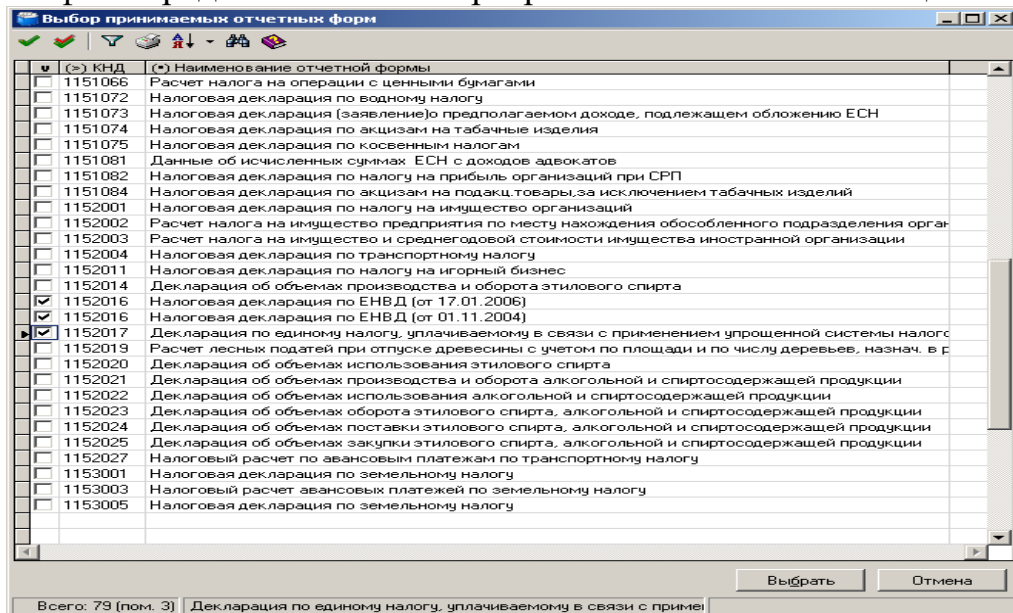 Выбор принимаемых отчетных форм
(>) КНД (•) Наименование отчетной формы
1151066 Расчет налога на операции с ценными бумагами
1151072 Налоговая декларация по водному налогу
1151073 Налоговая декларация (заявление)о предполагаемом доходе, подлежащем обложению ЕСН
1151074 Налоговая декларация по акцизам на табачные изделия
1151075 Налоговая декларация по косвенным налогам
1151081 Данные об исчисленных суммах ЕСН с доходов адвокатов
1151082 Налоговая декларация по налогу на прибыль организаций при СРП
1151084 Налоговая декларация по акцизам на подакц.товары,за исключением табачных изделий
1152001 Налоговая декларация по налогу на имущество организаций
1152002 Расчет налога на имущество предприятия по месту нахождения обособленного подразделения орган
1152003 Расчет налога на имущество и среднегодовой стоимости имущества иностранной организации
1152004 Налоговая декларация по транспортному налогу
1152011 Налоговая декларация по налогу на игорный бизнес
1152014 Декларация об объемах производства и оборота этилового спирта
1152016 Налоговая декларация по ЕНВД (от 17.01.2006)
1152016 Налоговая декларация по ЕНВД (от 01.11.2004)
1152017 Декларация по единому налогу, уплачиваемому в связи с применением упрощенной системы налого
1152019 Расчет лесных податей при отпуске древесины с учетом по площади и по числу деревьев, назнач. в р
1152020 Декларация об объемах использования этилового спирта
1152021 Декларация об объемах производства и оборота алкогольной и спиртосодержащей продукции
1152022 Декларация об объемах использования алкогольной и спиртосодержащей продукции
1152023 Декларация об объемах оборота этилового спирта, алкогольной и спиртосодержащей продукции
1152024 Декларация об объемах поставки этилового спирта, алкогольной и спиртосодержащей продукции
1152025 Декларация об объемах закупки этилового спирта, алкогольной и спиртосодержащей продукции
1152027 Налоговый расчет по авансовым платежам по транспортному налогу
1153001 Налоговая декларация по земельному налогу
1153003 Налоговый расчет авансовых платежей по земельному налогу
1153005 Налоговая декларация по земельному налогу
Выбрать Отмена
Всего: 79 (пом. 3) Декларация по единому налогу, уплачиваемому в связи с приме